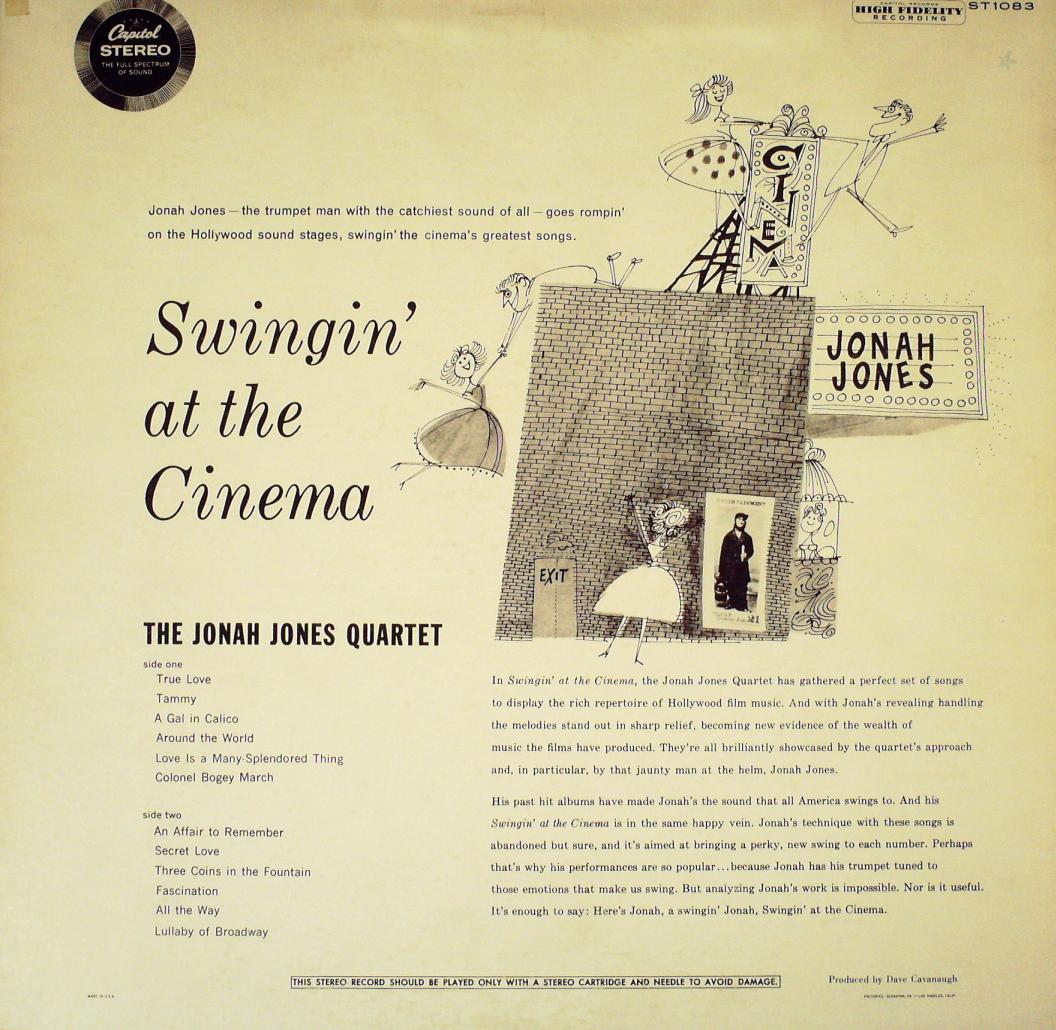 Capitol
STEREO
THE FULL SPECTRUM
OF SOUND
CAPITOL RECORDS
HIGH FIDELITY
RECORDING
ST1083
CINEMA
Jonah Jones — the trumpet man with the catchiest sound of all — goes rompin'
on the Hollywood sound stages, swingin' the cinema's greatest songs.
Swingin'
at the
Cinema
JONAH
JONES
ENTERTAINMENT
EXIT
21
THE JONAH JONES QUARTET
side one
True Love
Tammy
A Gal in Calico
Around the World
Love Is a Many-Splendored Thing
Colonel Bogey March
side two
An Affair to Remember
Secret Love
Three Coins in the Fountain
Fascination
All the Way
Lullaby of Broadway
In Swingin' at the Cinema, the Jonah Jones Quartet has gathered a perfect set of songs
to display the rich repertoire of Hollywood film music. And with Jonah's revealing handling
the melodies stand out in sharp relief, becoming new evidence of the wealth of
music the films have produced. They're all brilliantly showcased by the quartet's approach
and, in particular, by that jaunty man at the helm, Jonah Jones.
His past hit albums have made Jonah's the sound that all America swings to. And his
Swingin' at the Cinema is in the same happy vein. Jonah's technique with these songs is
abandoned but sure, and it's aimed at bringing a perky, new swing to each number. Perhaps
that's why his performances are so popular...because Jonah has his trumpet tuned to
those emotions that make us swing. But analyzing Jonah's work is impossible. Nor is it useful.
It's enough to say: Here's Jonah, a swingin' Jonah, Swingin' at the Cinema.
THIS STEREO RECORD SHOULD BE PLAYED ONLY WITH A STEREO CARTRIDGE AND NEEDLE TO AVOID DAMAGE.
Produced by Dave Cavanaugh
MADE IN U.S.A.
FACTORIES: SCRANTON, PA. — LOS ANGELES, CALIF.